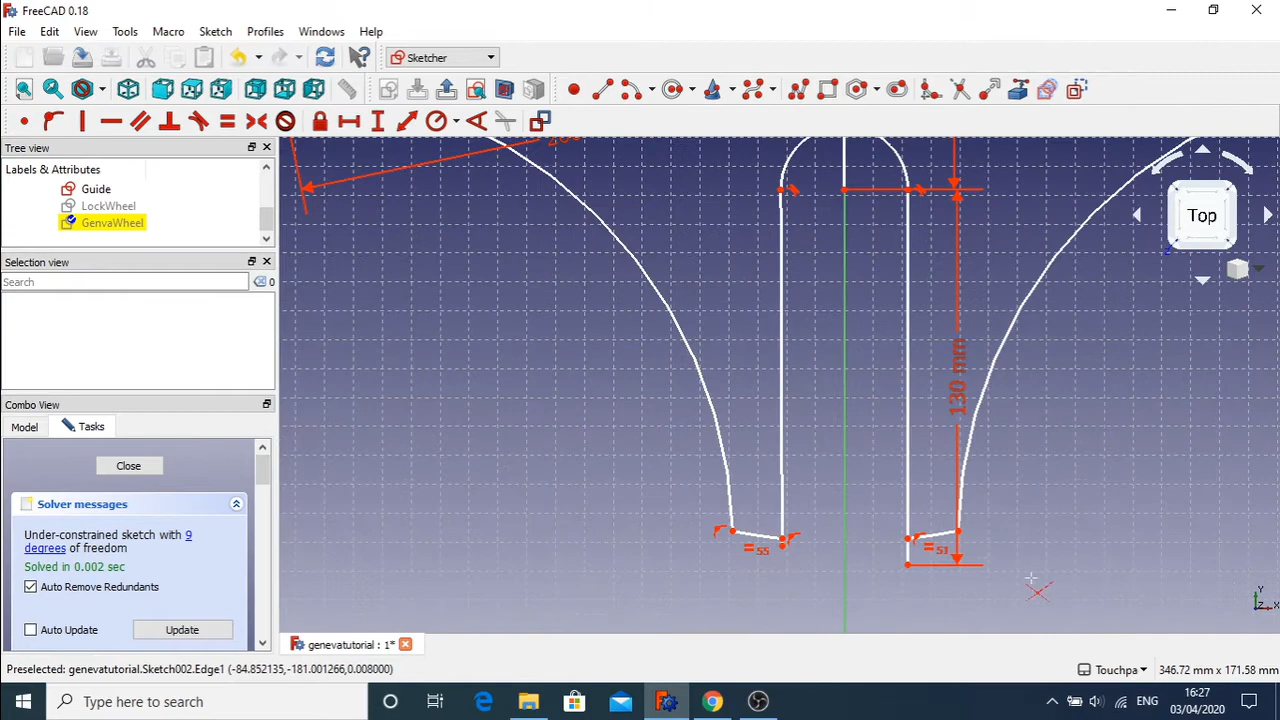 FreeCAD 0.18
File Edit View Tools Macro Sketch Profiles Windows Help
Sketcher
Tree view
Labels & Attributes
Guide
LockWheel
GenvaWheel
Selection view
Search
0
Combo View
Model Tasks
Close
Solver messages
Under-constrained sketch with 9
degrees of freedom
Solved in 0.002 sec
Auto Remove Redundants
Auto Update Update
130 mm
55
53
Top
Y
Z X
genevatutorial : 1*
Preselected: genevatutorial.Sketch002.Edge1 (-84.852135,-181.001266,0.008000)
Touchpa
346.72 mm x 171.58 mm
Type here to search
ENG
16:27
03/04/2020